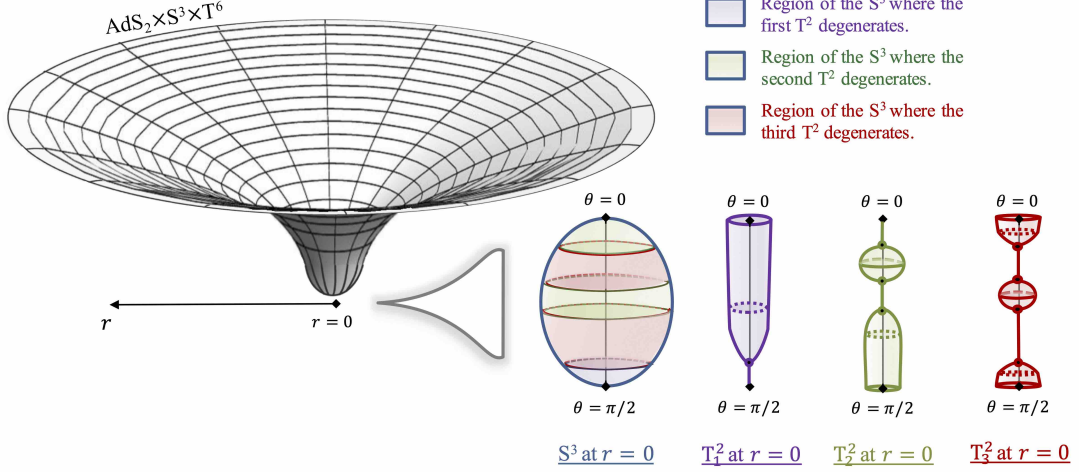 AdS₂×S³×T⁶
Region of the S³ where the
first T² degenerates.
Region of the S³ where the
second T² degenerates.
Region of the S³ where the
third T² degenerates.
r
r = 0
θ = 0
θ = 0
θ = 0
θ = 0
θ = π/2
θ = π/2
θ = π/2
θ = π/2
S³ at r = 0
T₁² at r = 0
T₂² at r = 0
T₃² at r = 0